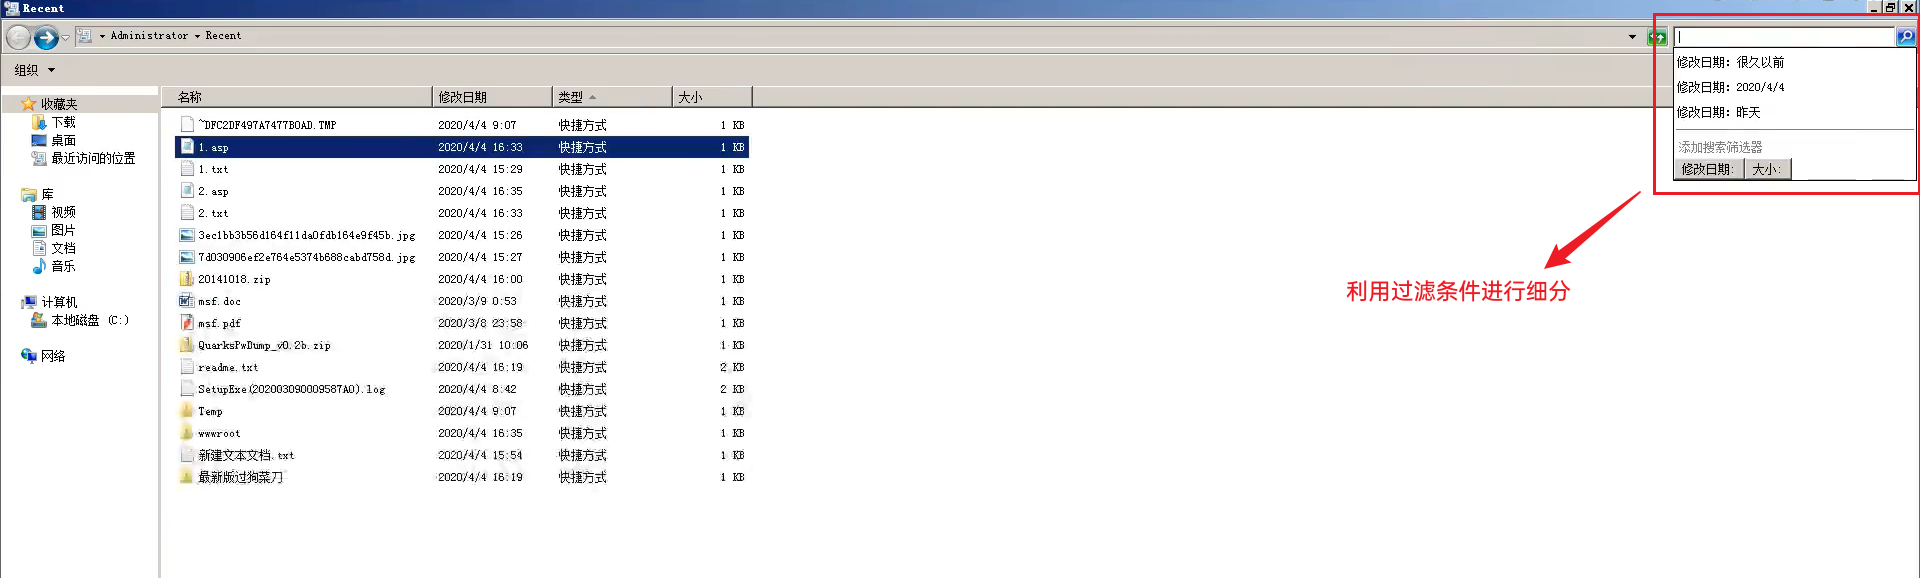 Recent
Administrator Recent
组织
修改日期: 很久以前
修改日期: 2020/4/4
修改日期: 昨天
添加搜索筛选器
修改日期: 大小:
利用过滤条件进行细分
收藏夹
下载
桌面
最近访问的位置
库
视频
图片
文档
音乐
计算机
本地磁盘 (C:)
网络
名称 修改日期 类型 大小
~DFC2DF497A7477B0AD.TMP 2020/4/4 9:07 快捷方式 1 KB
1.asp 2020/4/4 16:33 快捷方式 1 KB
1.txt 2020/4/4 15:29 快捷方式 1 KB
2.asp 2020/4/4 16:35 快捷方式 1 KB
2.txt 2020/4/4 16:33 快捷方式 1 KB
3ec1bb3b56d164f11da0fdb164e9f45b.jpg 2020/4/4 15:26 快捷方式 1 KB
7d030906ef2e764e5374b688cabd758d.jpg 2020/4/4 15:27 快捷方式 1 KB
20141018.zip 2020/4/4 16:00 快捷方式 1 KB
msf.doc 2020/3/9 0:53 快捷方式 1 KB
msf.pdf 2020/3/8 23:58 快捷方式 1 KB
QuarksPwDump_v0.2b.zip 2020/1/31 10:06 快捷方式 1 KB
readme.txt 2020/4/4 16:19 快捷方式 2 KB
SetupExe(202003090009587A0).log 2020/4/4 8:42 快捷方式 2 KB
Temp 2020/4/4 9:07 快捷方式 1 KB
wwwroot 2020/4/4 16:35 快捷方式 1 KB
新建文本文档.txt 2020/4/4 15:54 快捷方式 1 KB
最新版过狗菜刀 2020/4/4 16:19 快捷方式 1 KB